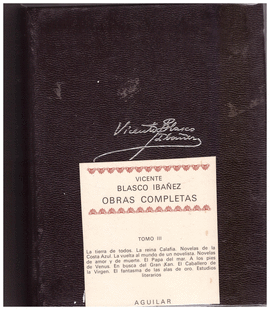 Vicente Blasco
Ibáñez
VICENTE
BLASCO IBAÑEZ
OBRAS COMPLETAS
TOMO III
La tierra de todos. La reina Calafia. Novelas de la
Costa Azul. La vuelta al mundo de un novelista. Novelas
de amor y de muerte. El Papa del mar. A los pies
de Venus. En busca del Gran Kan. El Caballero de
la Virgen. El fantasma de las alas de oro. Estudios
literarios
AGUILAR